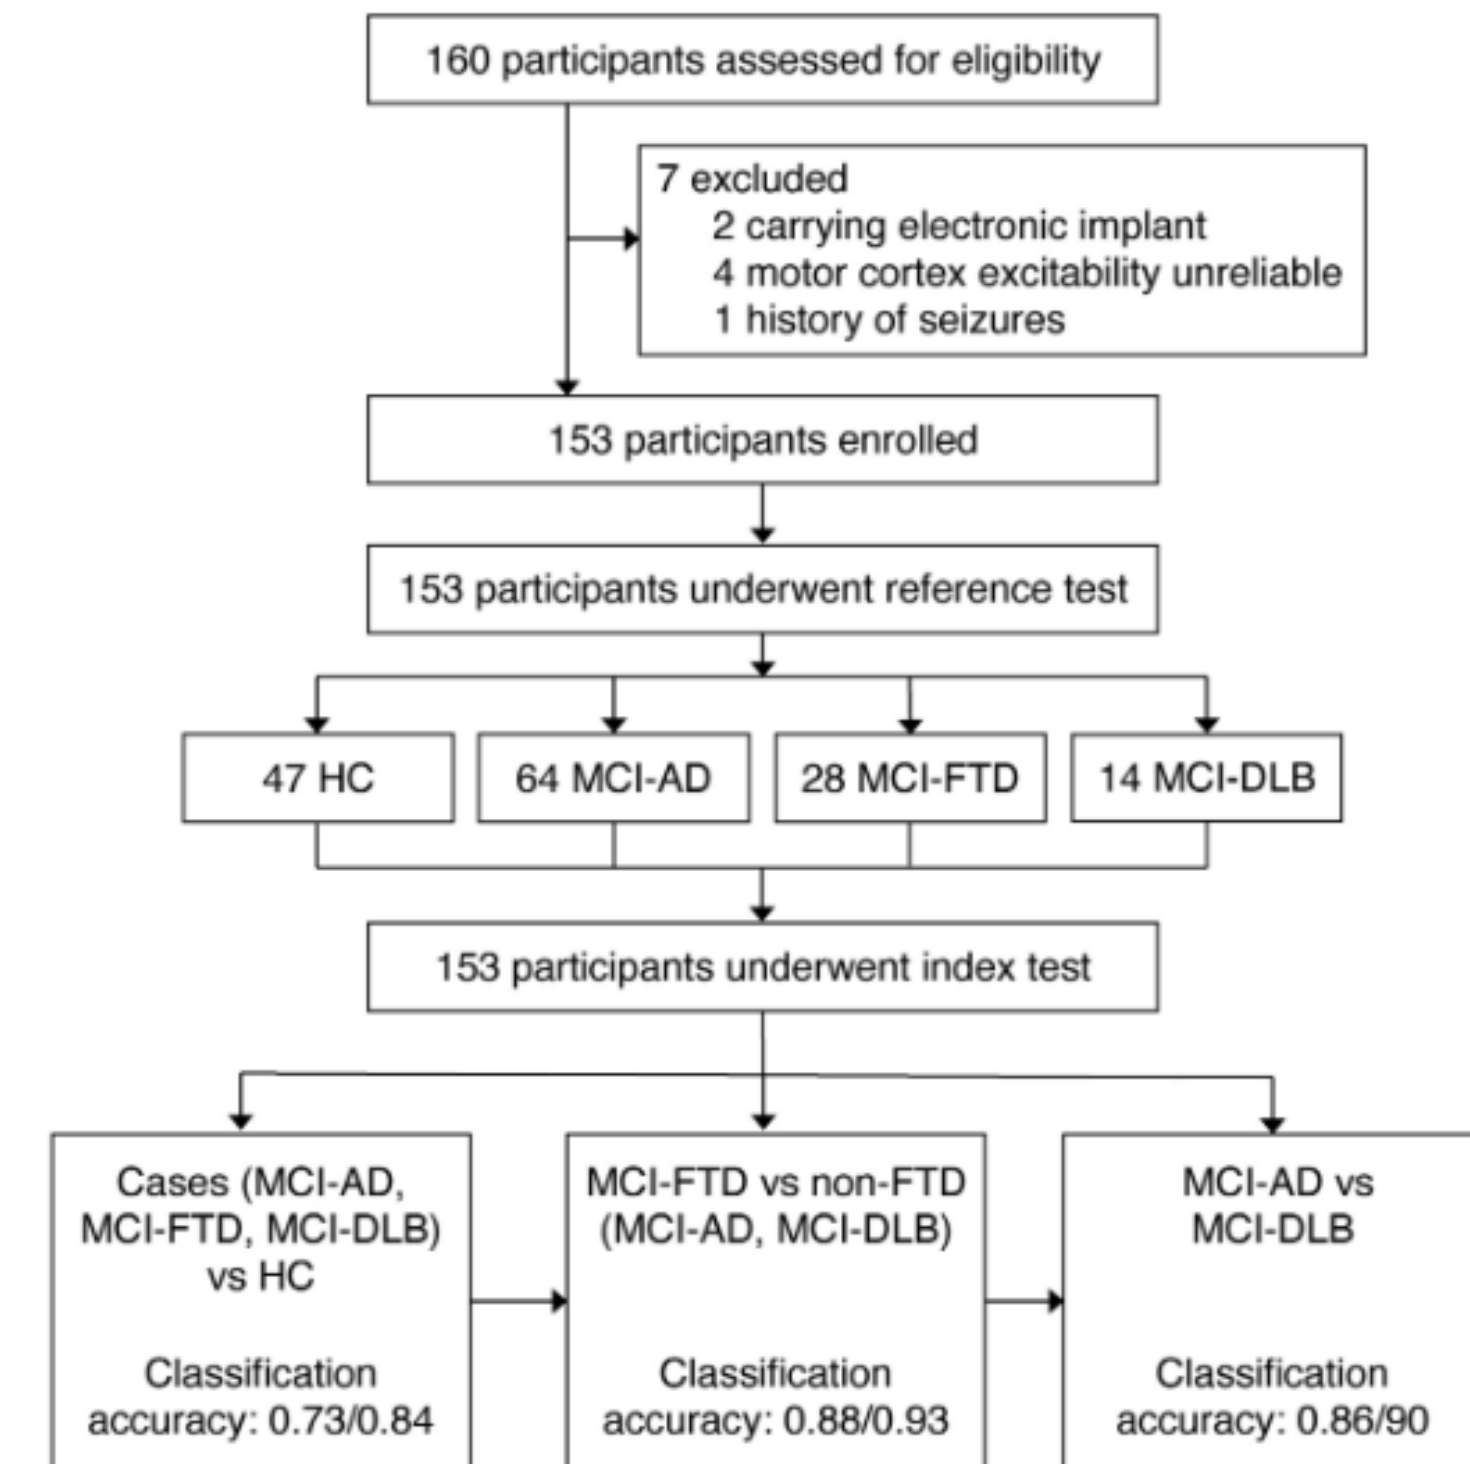 160 participants assessed for eligibility
7 excluded
2 carrying electronic implant
4 motor cortex excitability unreliable
1 history of seizures
153 participants enrolled
153 participants underwent reference test
47 HC
64 MCI-AD
28 MCI-FTD
14 MCI-DLB
153 participants underwent index test
Cases (MCI-AD,
MCI-FTD, MCI-DLB)
vs HC
Classification
accuracy: 0.73/0.84
MCI-FTD vs non-FTD
(MCI-AD, MCI-DLB)
Classification
accuracy: 0.88/0.93
MCI-AD vs
MCI-DLB
Classification
accuracy: 0.86/90